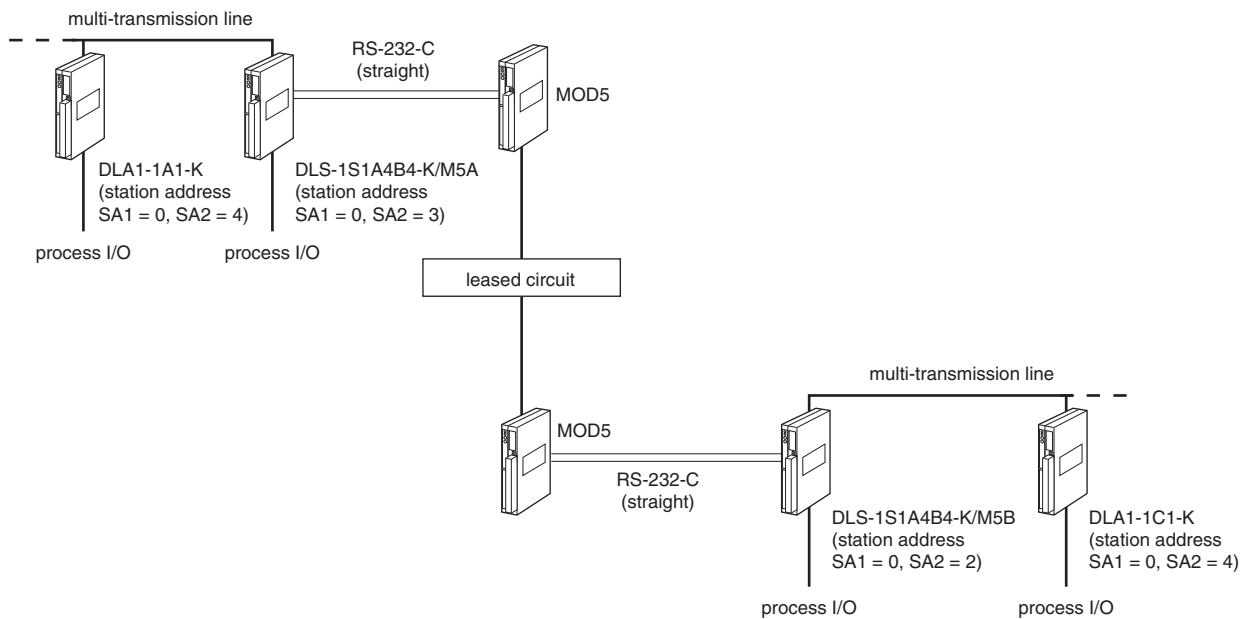 multi-transmission line
RS-232-C
(straight)
MOD5
DLA1-1A1-K
(station address
SA1 = 0, SA2 = 4)
process I/O
DLS-1S1A4B4-K/M5A
(station address
SA1 = 0, SA2 = 3)
process I/O
leased circuit
multi-transmission line
MOD5
RS-232-C
(straight)
DLS-1S1A4B4-K/M5B
(station address
SA1 = 0, SA2 = 2)
process I/O
DLA1-1C1-K
(station address
SA1 = 0, SA2 = 4)
process I/O